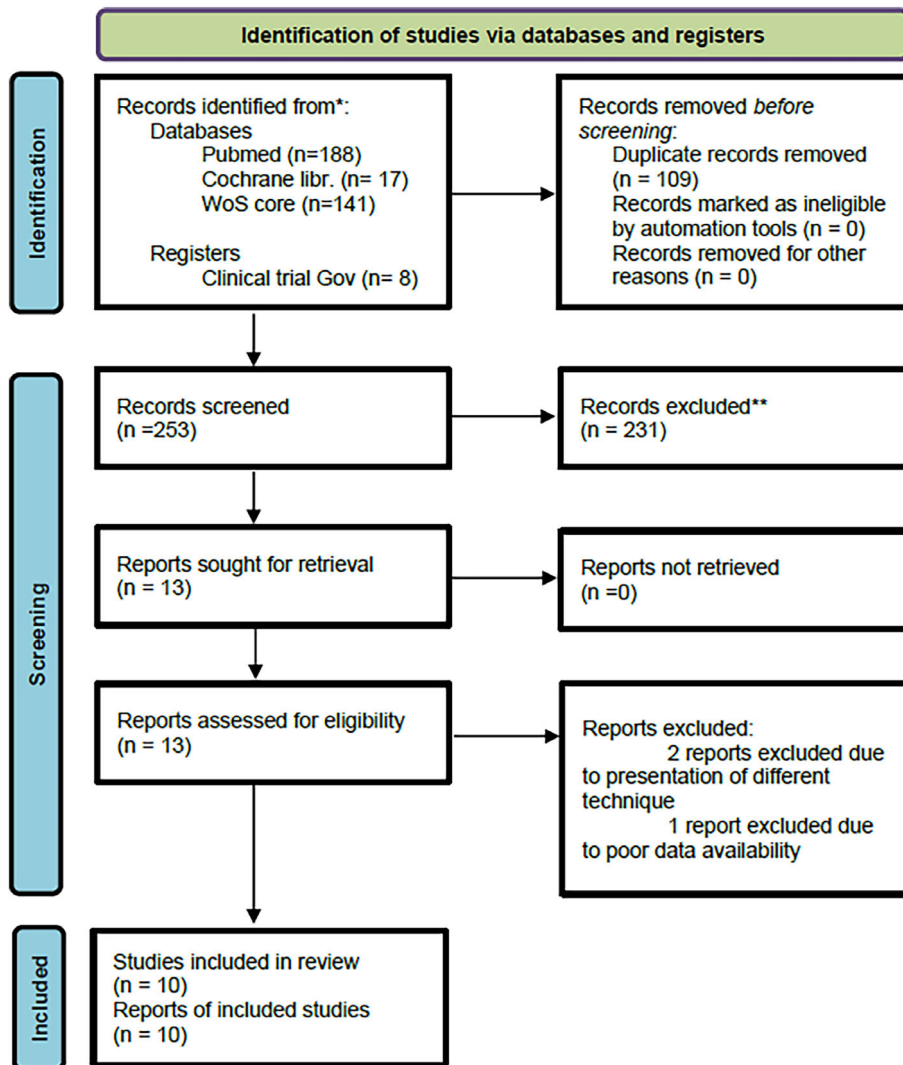 Identification of studies via databases and registers
Identification
Records identified from*:
Databases
Pubmed (n=188)
Cochrane libr. (n= 17)
WoS core (n=141)
Registers
Clinical trial Gov (n= 8)
Records removed before
screening:
Duplicate records removed
(n = 109)
Records marked as ineligible
by automation tools (n = 0)
Records removed for other
reasons (n = 0)
Screening
Records screened
(n =253)
Records excluded**
(n = 231)
Reports sought for retrieval
(n = 13)
Reports not retrieved
(n =0)
Reports assessed for eligibility
(n = 13)
Reports excluded:
2 reports excluded due
to presentation of different
technique
1 report excluded due
to poor data availability
Included
Studies included in review
(n = 10)
Reports of included studies
(n = 10)